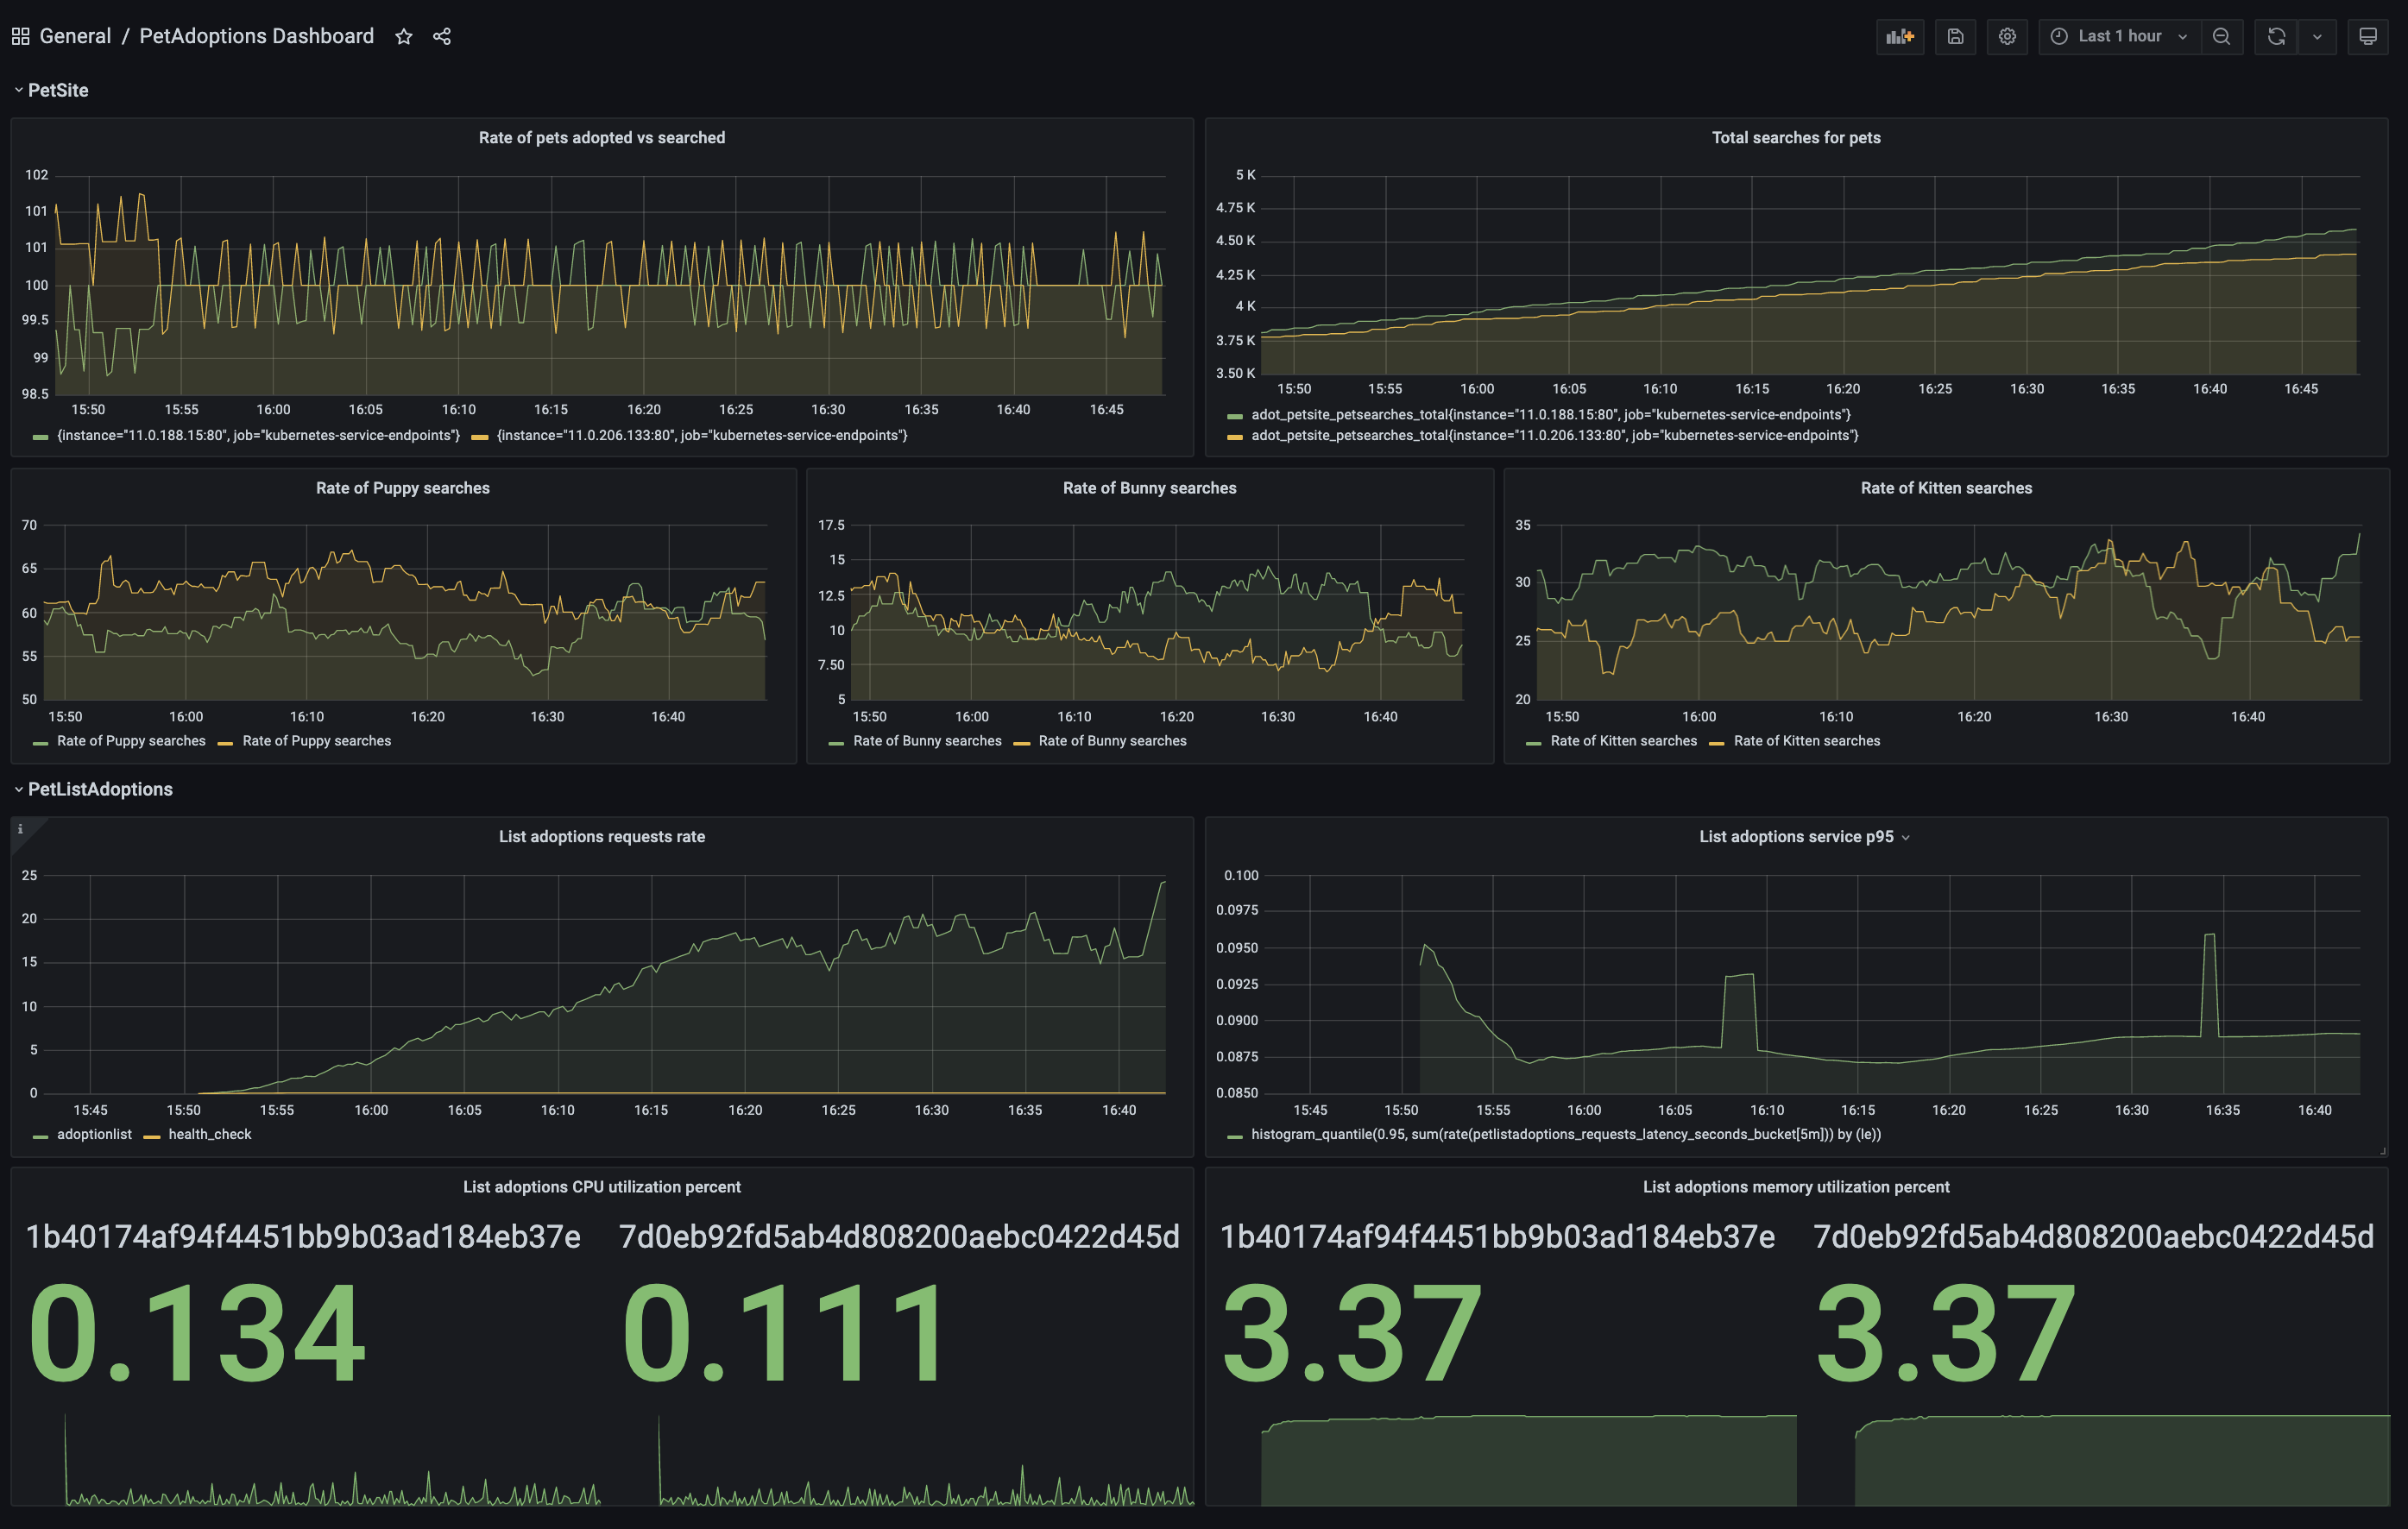 General / PetAdoptions Dashboard
Last 1 hour
PetSite
Rate of pets adopted vs searched
102
101
101
100
99.5
99
98.5
15:50 15:55 16:00 16:05 16:10 16:15 16:20 16:25 16:30 16:35 16:40 16:45
{instance="11.0.188.15:80", job="kubernetes-service-endpoints"} {instance="11.0.206.133:80", job="kubernetes-service-endpoints"}
Total searches for pets
5 K
4.75 K
4.50 K
4.25 K
4 K
3.75 K
3.50 K
15:50 15:55 16:00 16:05 16:10 16:15 16:20 16:25 16:30 16:35 16:40 16:45
adot_petsite_petsearches_total{instance="11.0.188.15:80", job="kubernetes-service-endpoints"}
adot_petsite_petsearches_total{instance="11.0.206.133:80", job="kubernetes-service-endpoints"}
Rate of Puppy searches
70
65
60
55
50
15:50 16:00 16:10 16:20 16:30 16:40
Rate of Puppy searches Rate of Puppy searches
Rate of Bunny searches
17.5
15
12.5
10
7.50
5
15:50 16:00 16:10 16:20 16:30 16:40
Rate of Bunny searches Rate of Bunny searches
Rate of Kitten searches
35
30
25
20
15:50 16:00 16:10 16:20 16:30 16:40
Rate of Kitten searches Rate of Kitten searches
PetListAdoptions
i
List adoptions requests rate
25
20
15
10
5
0
15:45 15:50 15:55 16:00 16:05 16:10 16:15 16:20 16:25 16:30 16:35 16:40
adoptionlist health_check
List adoptions service p95
0.100
0.0975
0.0950
0.0925
0.0900
0.0875
0.0850
15:45 15:50 15:55 16:00 16:05 16:10 16:15 16:20 16:25 16:30 16:35 16:40
histogram_quantile(0.95, sum(rate(petlistadoptions_requests_latency_seconds_bucket[5m])) by (le))
List adoptions CPU utilization percent
1b40174af94f4451bb9b03ad184eb37e 7d0eb92fd5ab4d808200aebc0422d45d
0.134 0.111
List adoptions memory utilization percent
1b40174af94f4451bb9b03ad184eb37e 7d0eb92fd5ab4d808200aebc0422d45d
3.37 3.37